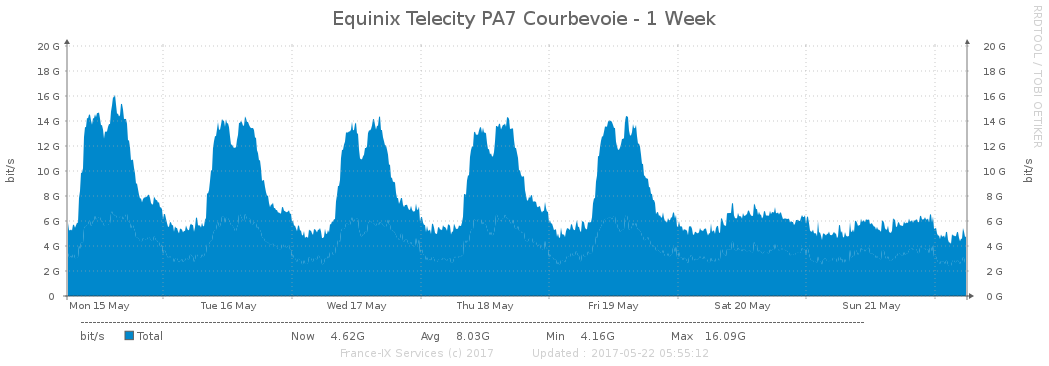 Equinix Telecity PA7 Courbevoie - 1 Week
RRDTOOL / TOBI OETIKER
bit/s
20 G 20 G
18 G 18 G
16 G 16 G
14 G 14 G
12 G 12 G
10 G 10 G
8 G 8 G
6 G 6 G
4 G 4 G
2 G 2 G
0 0 G
bit/s
Mon 15 May Tue 16 May Wed 17 May Thu 18 May Fri 19 May Sat 20 May Sun 21 May
bit/s Total Now 4.62G Avg 8.03G Min 4.16G Max 16.09G
France-IX Services (c) 2017 Updated : 2017-05-22 05:55:12